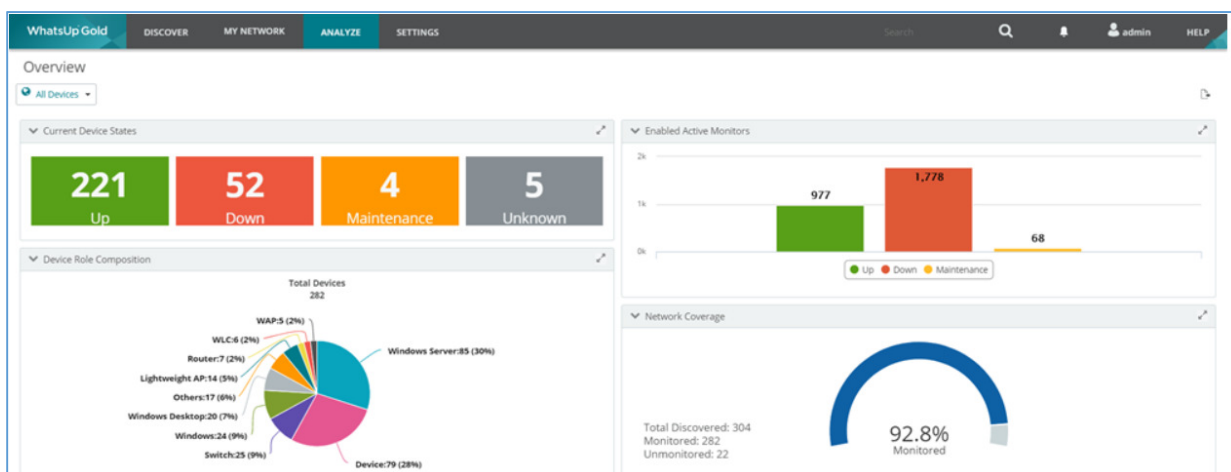 WhatsUp Gold DISCOVER MY NETWORK ANALYZE SETTINGS Search admin HELP
Overview
All Devices
Current Device States
221
Up
52
Down
4
Maintenance
5
Unknown
Device Role Composition
Total Devices
282
WAP:5 (2%)
WLC:6 (2%)
Router:7 (2%)
Lightweight AP:14 (5%)
Others:17 (6%)
Windows Desktop:20 (7%)
Windows:24 (9%)
Switch:25 (9%)
Windows Server:85 (30%)
Device:79 (28%)
Enabled Active Monitors
2k
1k
0k
977
1,778
68
Up Down Maintenance
Network Coverage
Total Discovered: 304
Monitored: 282
Unmonitored: 22
92.8%
Monitored